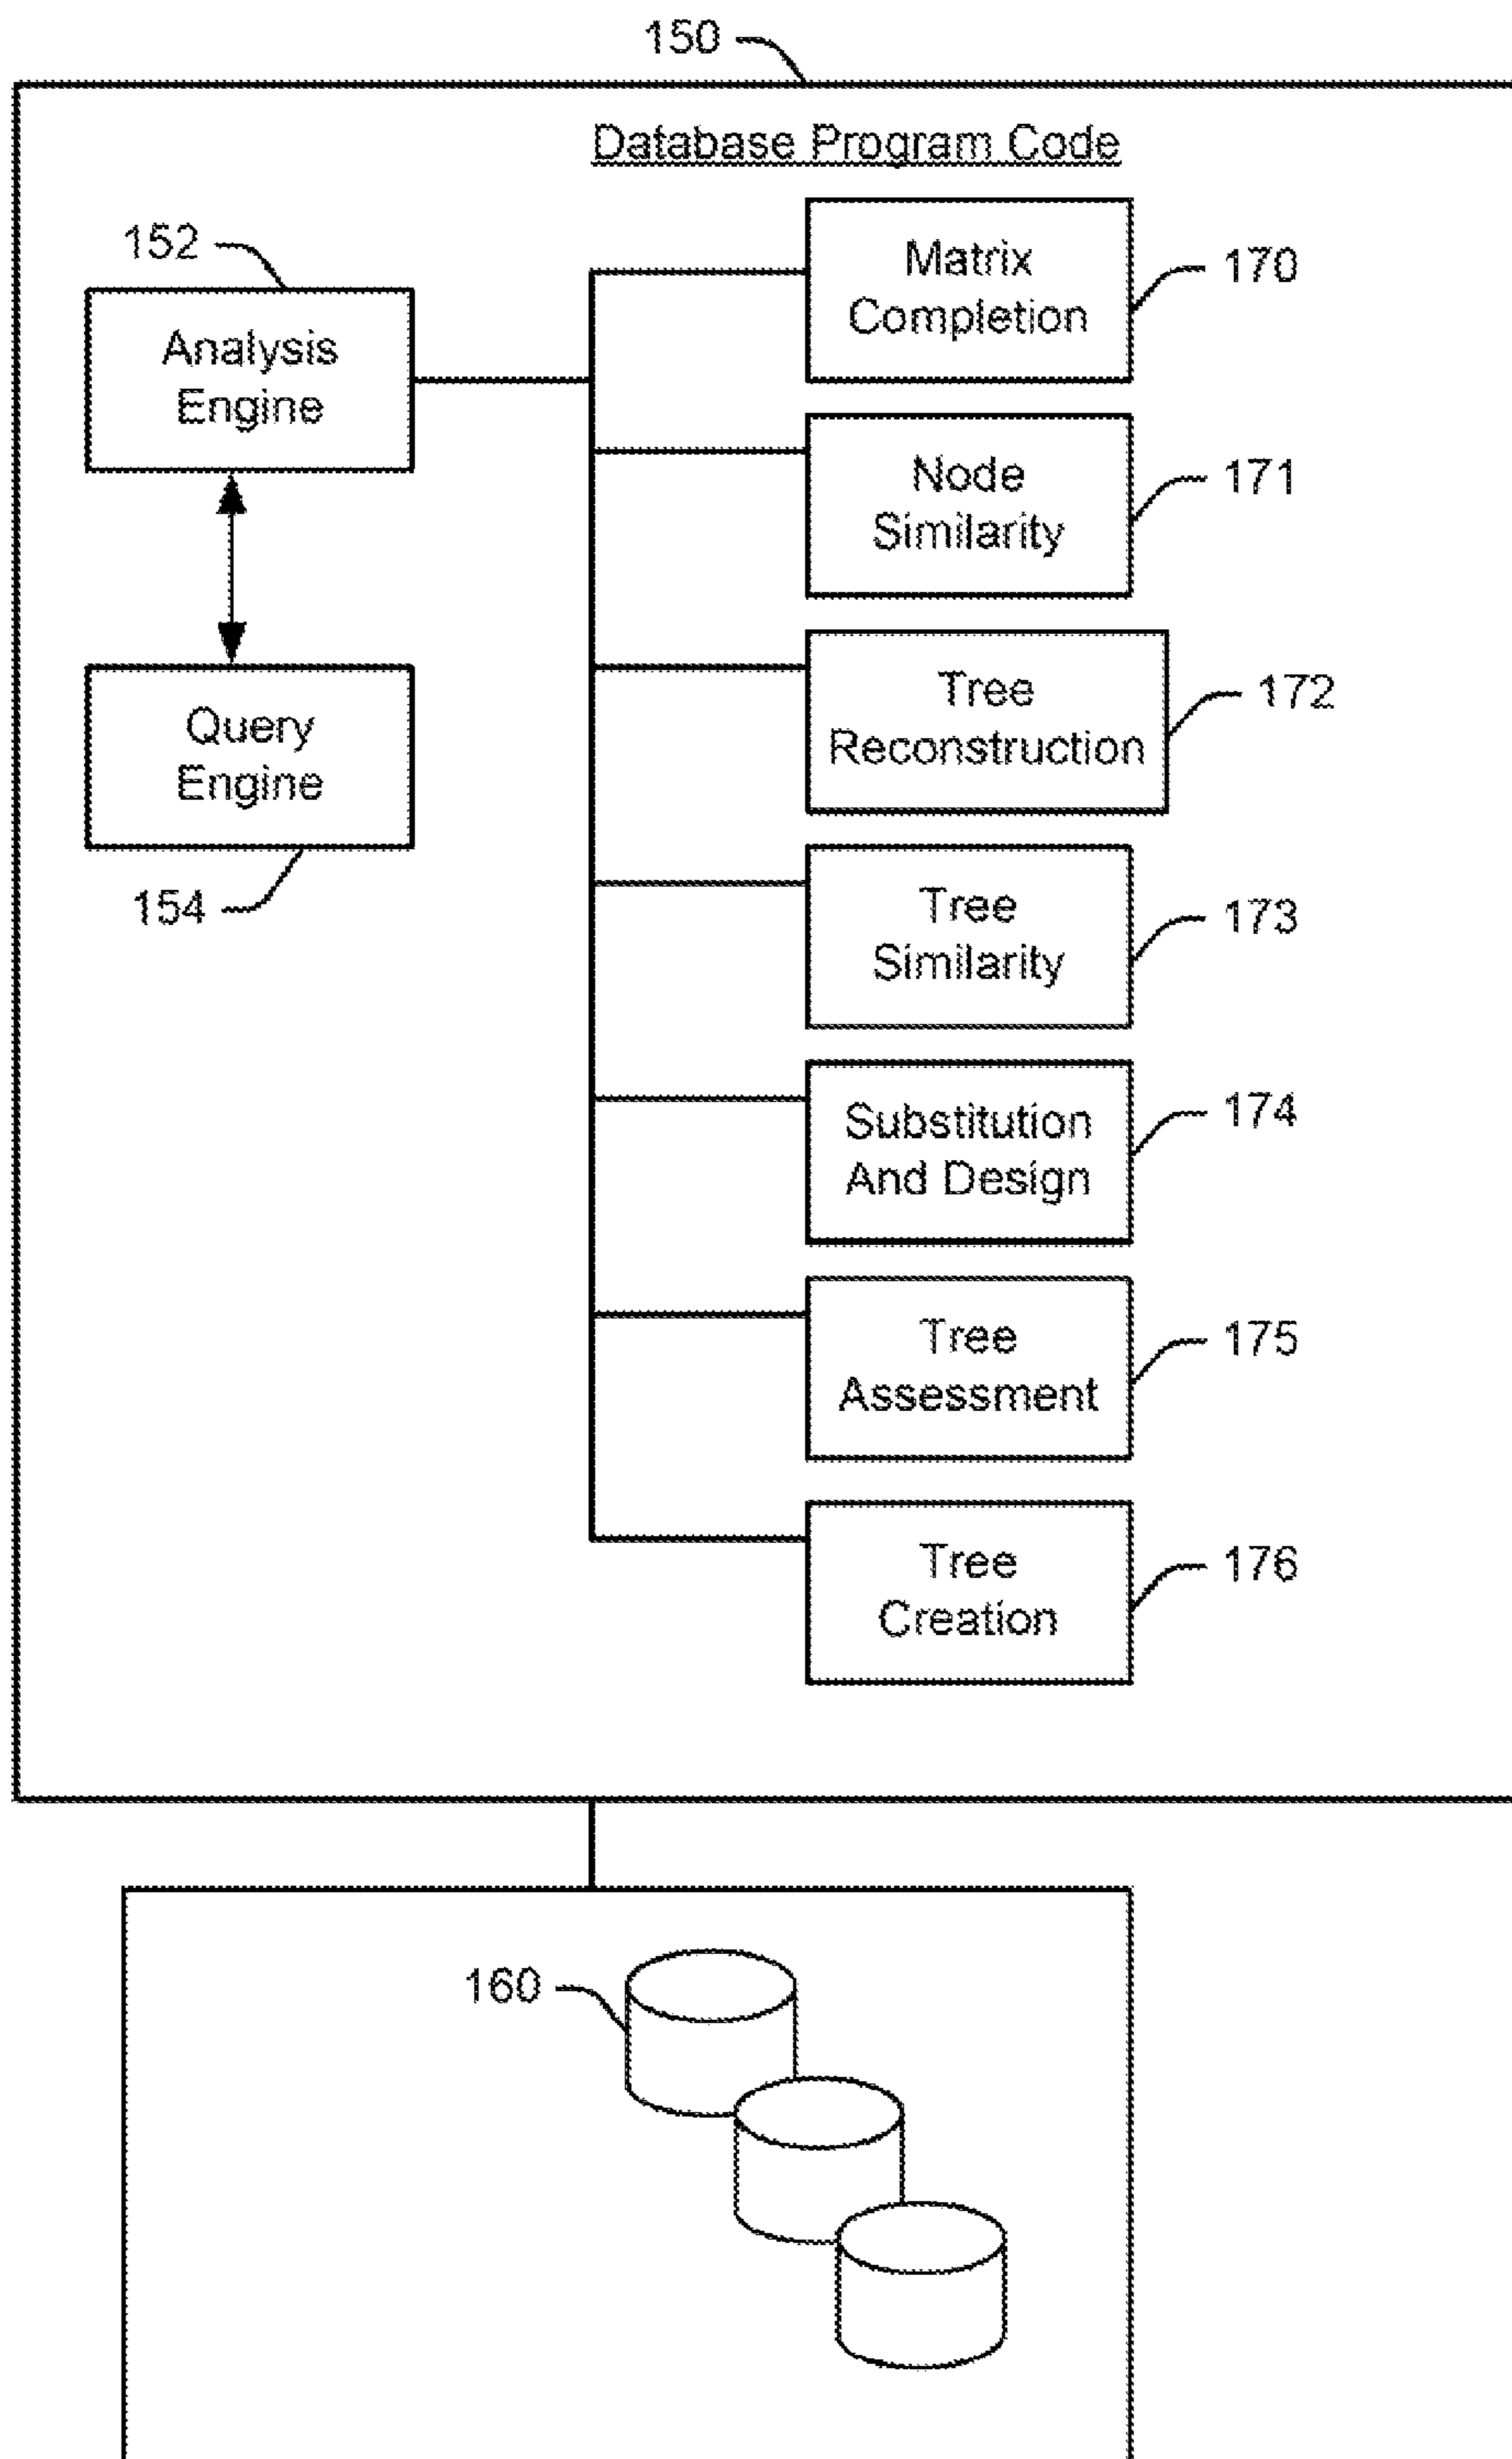 150
Database Program Code
152
Analysis
Engine
Query
Engine
154
Matrix
Completion
170
Node
Similarity
171
Tree
Reconstruction
172
Tree
Similarity
173
Substitution
And Design
174
Tree
Assessment
175
Tree
Creation
176
160